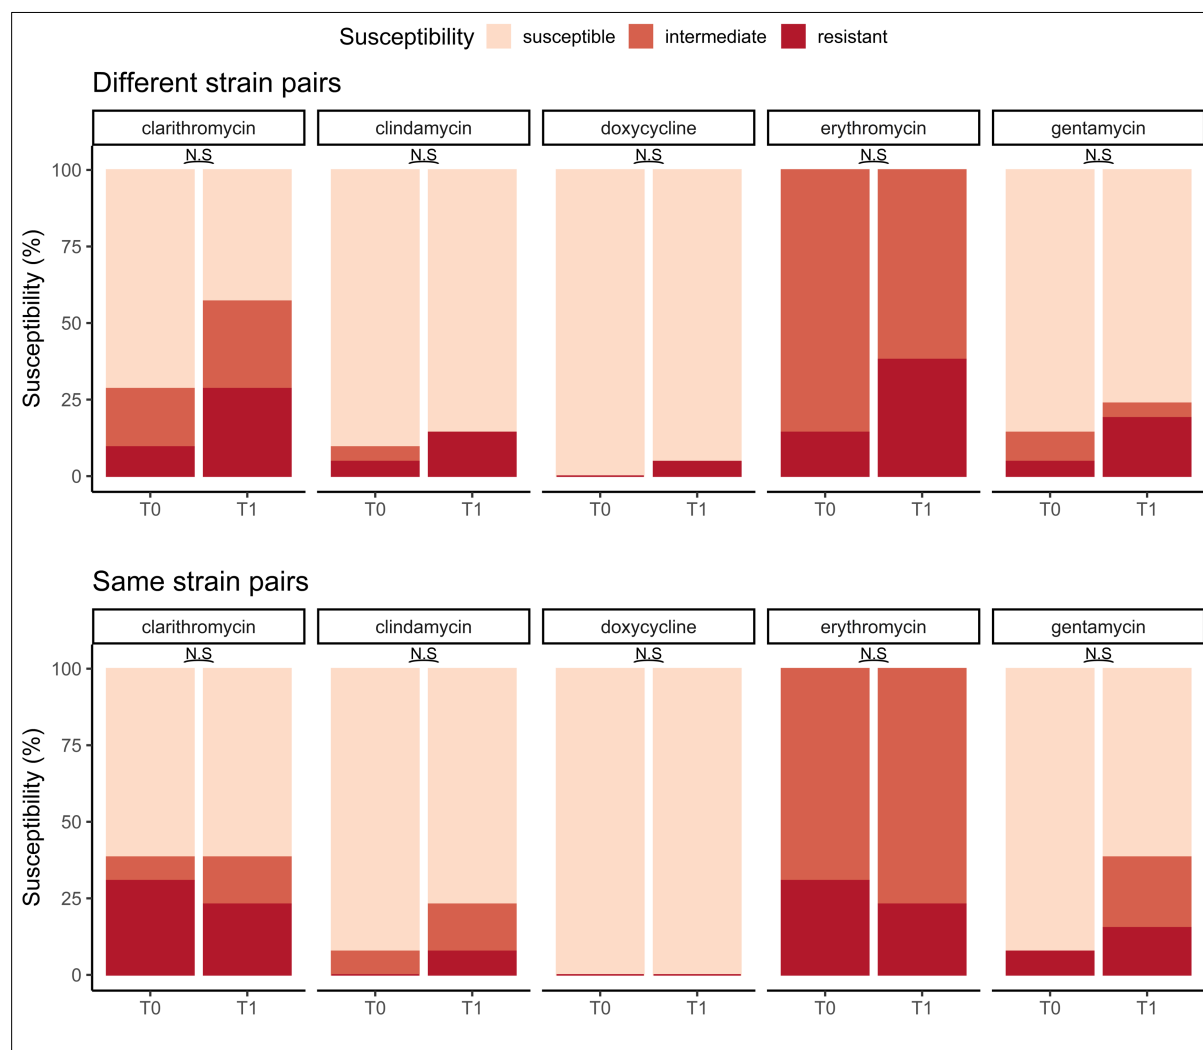 Susceptibility susceptible intermediate resistant
Different strain pairs
clarithromycin clindamycin doxycycline erythromycin gentamycin
N.S N.S N.S N.S N.S
100
75
50
25
0
Susceptibility (%)
T0 T1 T0 T1 T0 T1 T0 T1 T0 T1
Same strain pairs
clarithromycin clindamycin doxycycline erythromycin gentamycin
N.S N.S N.S N.S N.S
100
75
50
25
0
Susceptibility (%)
T0 T1 T0 T1 T0 T1 T0 T1 T0 T1